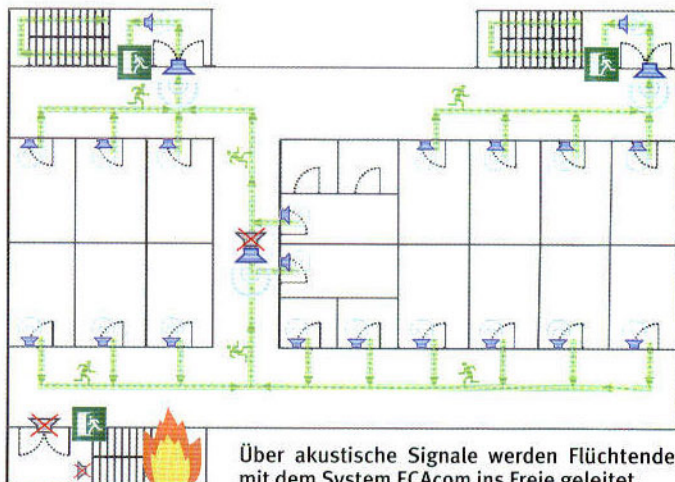 Über akustische Signale werden Flüchtende
mit dem System ECAcom ins Freie geleitet